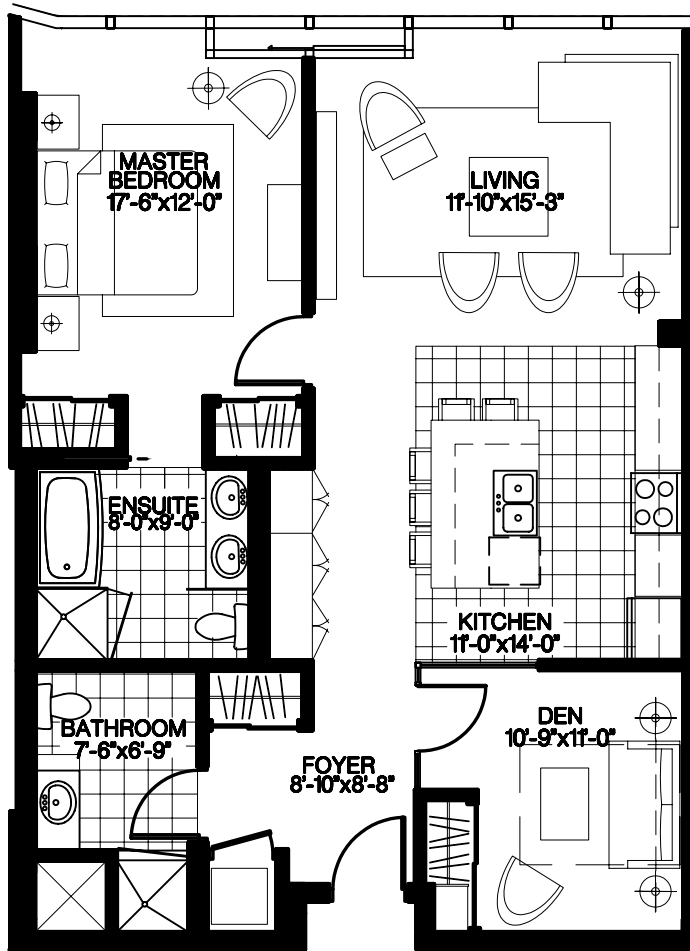 MASTER
BEDROOM
17'-6"x12'-0"
LIVING
11'-10"x15'-3"
ENSUITE
8'-0"x9'-0"
KITCHEN
11'-0"x14'-0"
BATHROOM
7'-6"x6'-9"
FOYER
8'-10"x8'-8"
DEN
10'-9"x11'-0"